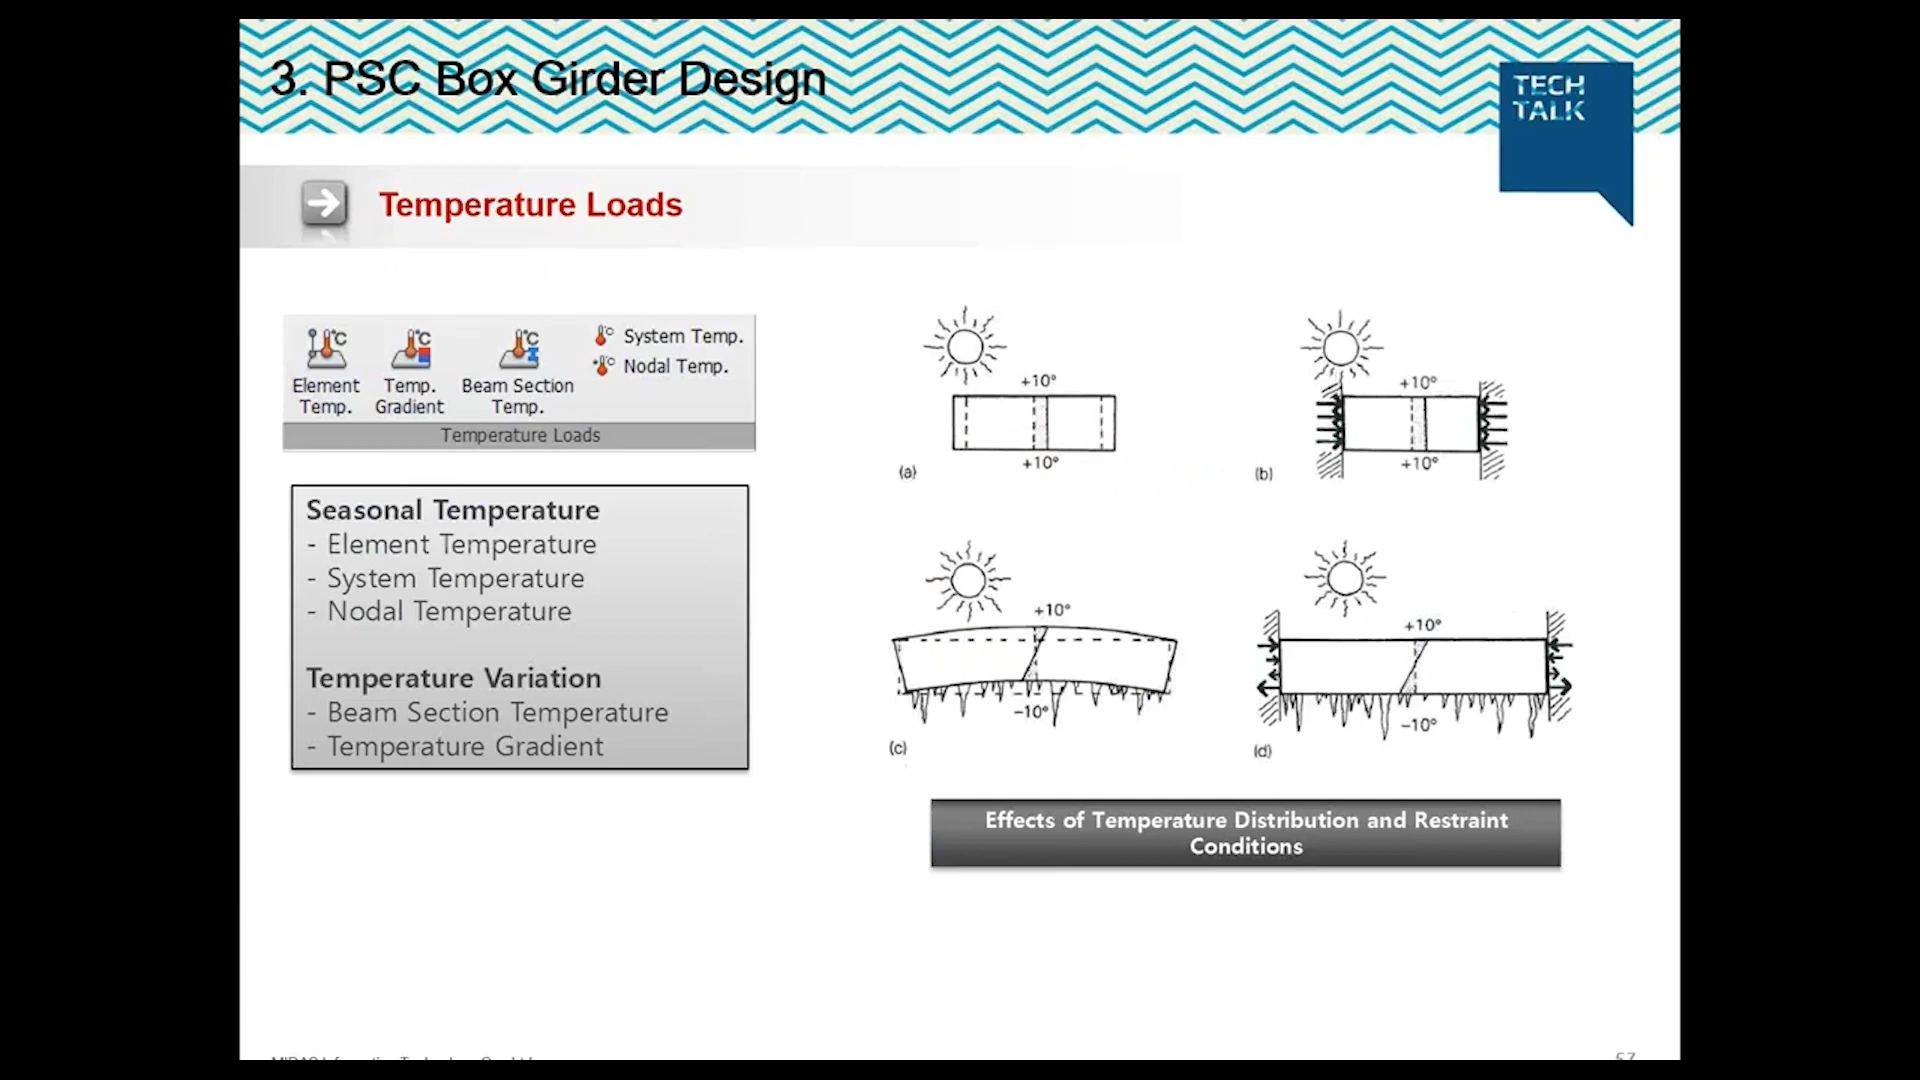 3. PSC Box Girder Design
TECH
TALK
Temperature Loads
°C
°C
°C
Element
Temp.
Temp.
Gradient
Beam Section
Temp.
System Temp.
Nodal Temp.
Temperature Loads
Seasonal Temperature
- Element Temperature
- System Temperature
- Nodal Temperature
Temperature Variation
- Beam Section Temperature
- Temperature Gradient
+10°
+10°
(a)
+10°
+10°
(b)
+10°
-10°
(c)
+10°
-10°
(d)
Effects of Temperature Distribution and Restraint
Conditions